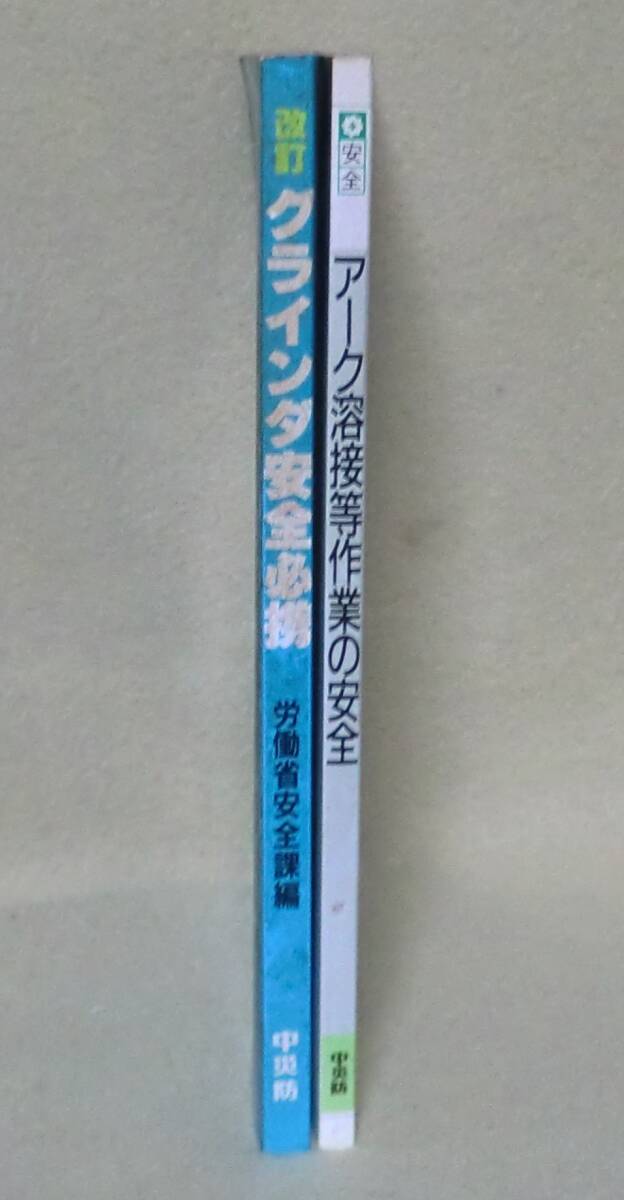 改訂
グラインダ安全必携
労働省安全課編
中災防
安全
アーク溶接等作業の安全
中災防